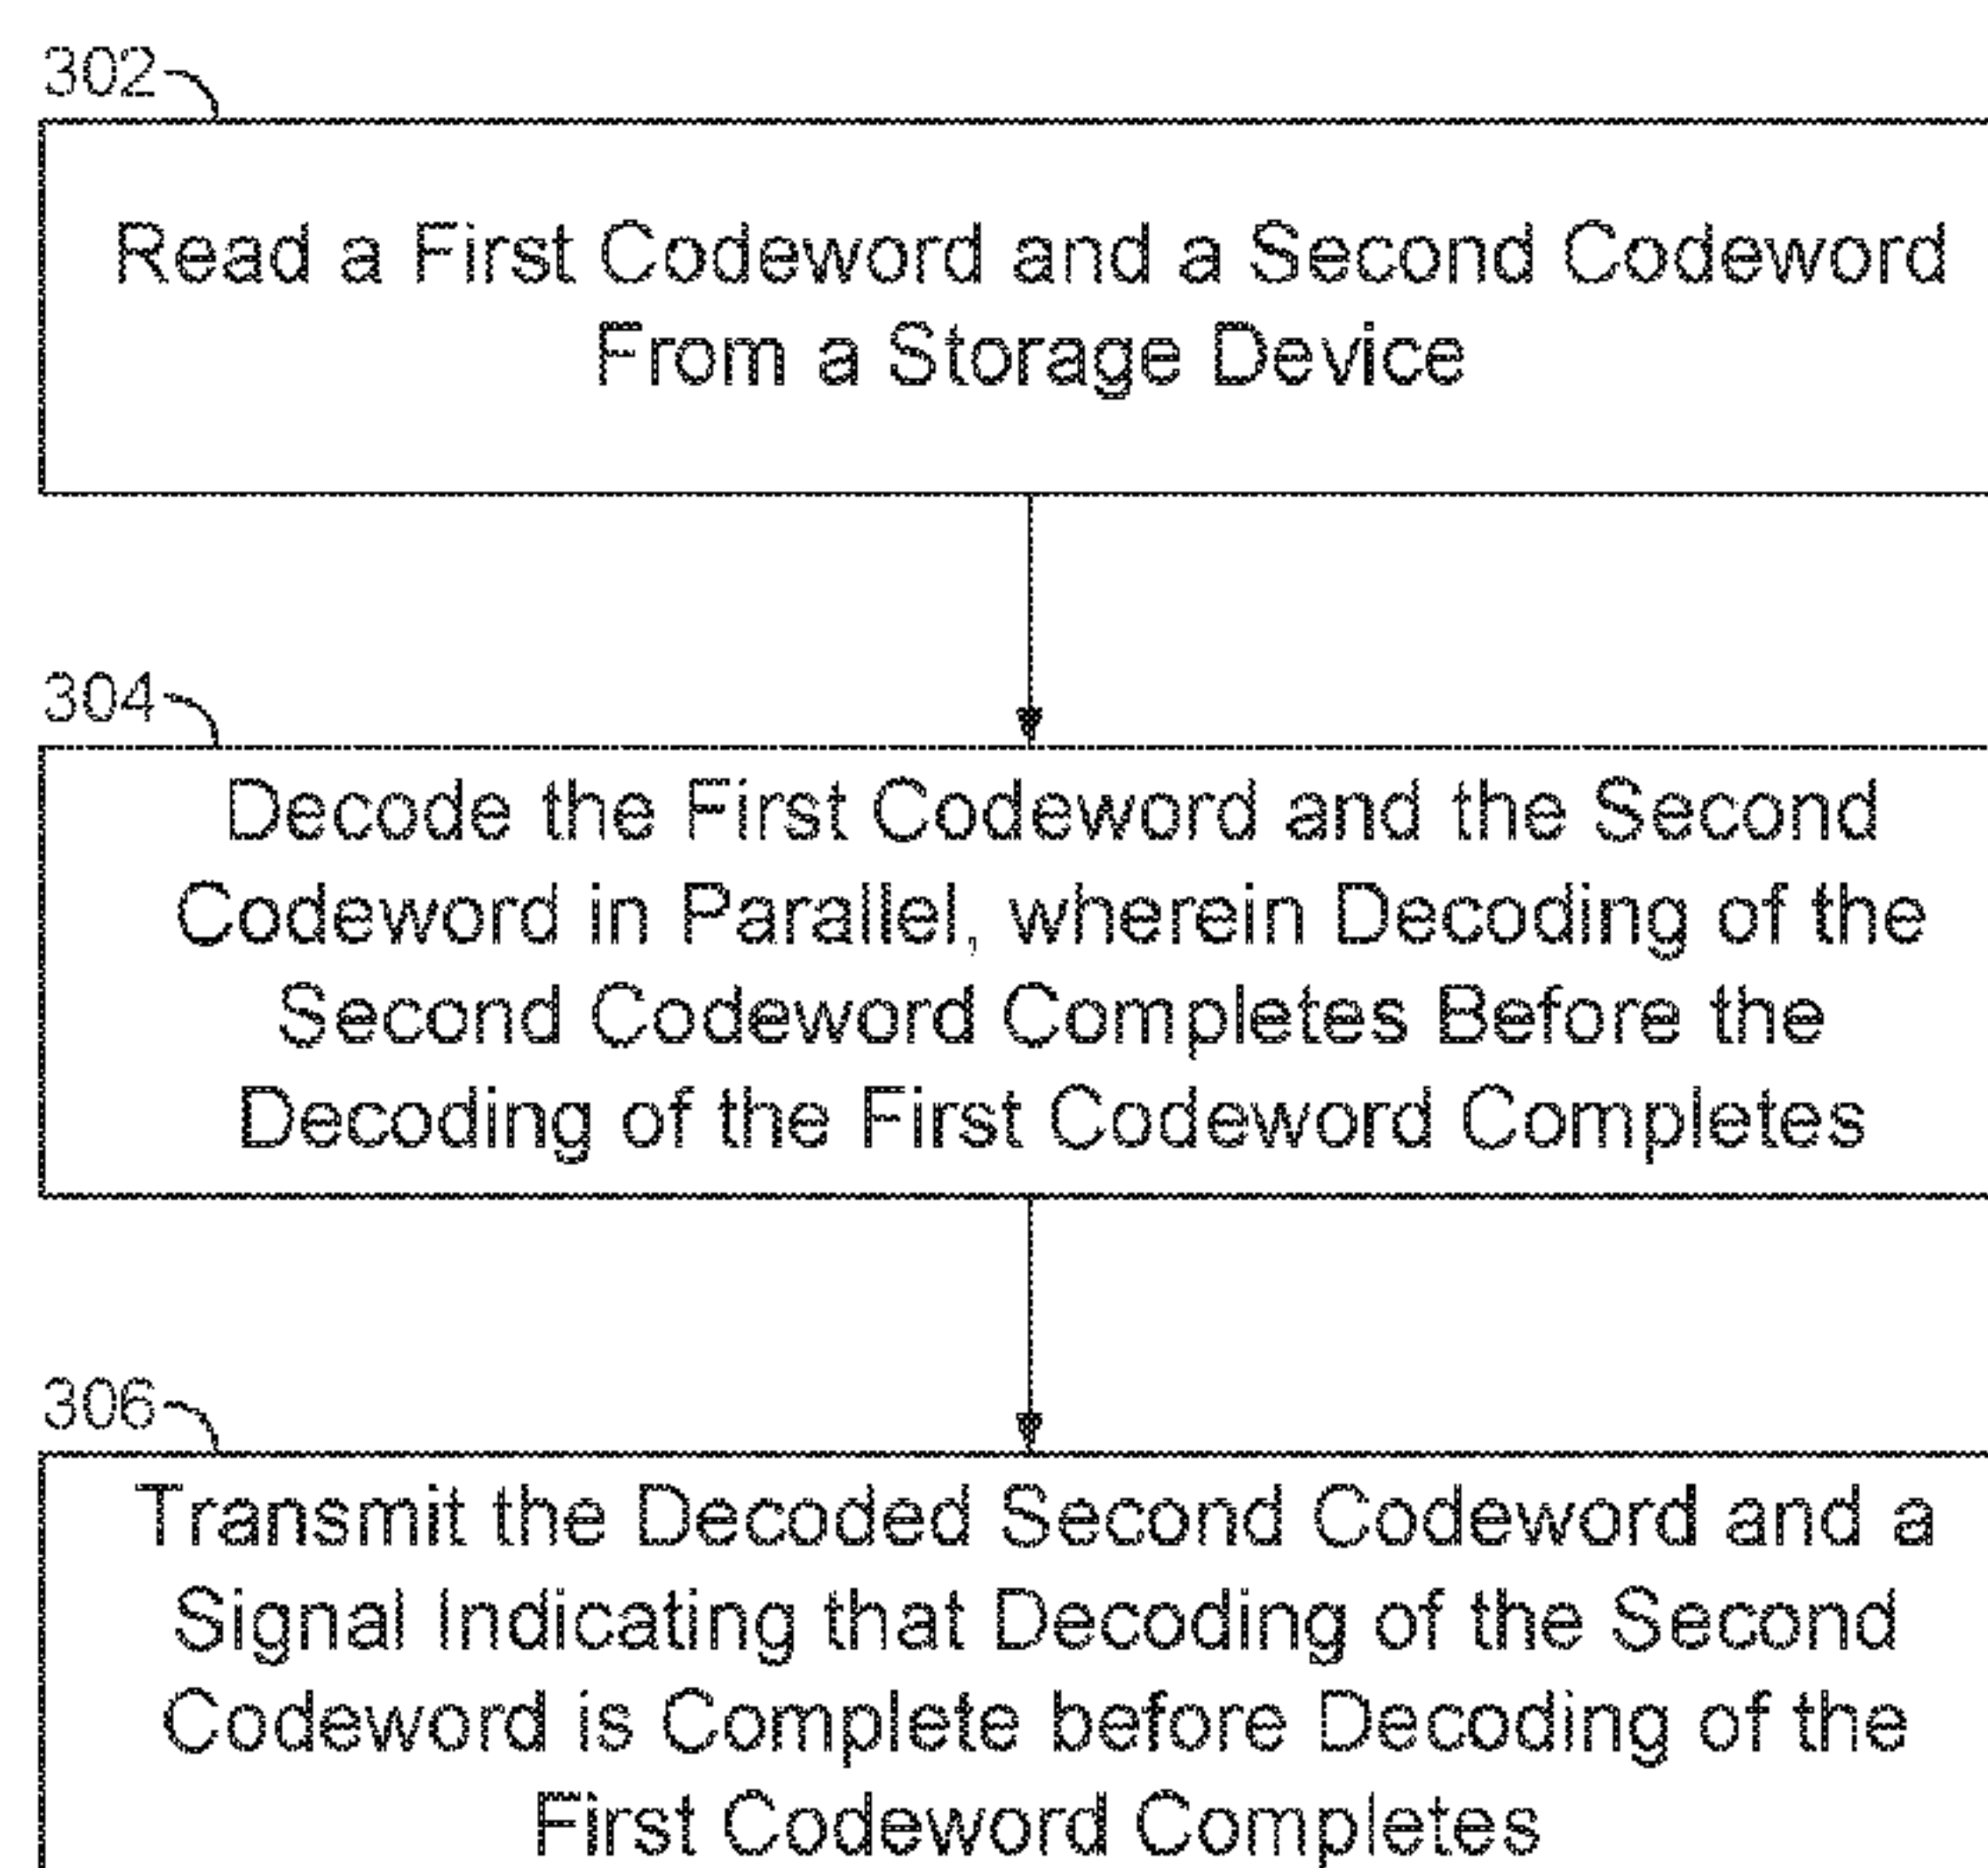 302
Read a First Codeword and a Second Codeword
From a Storage Device
304
Decode the First Codeword and the Second
Codeword in Parallel, wherein Decoding of the
Second Codeword Completes Before the
Decoding of the First Codeword Completes
306
Transmit the Decoded Second Codeword and a
Signal Indicating that Decoding of the Second
Codeword is Complete before Decoding of the
First Codeword Completes